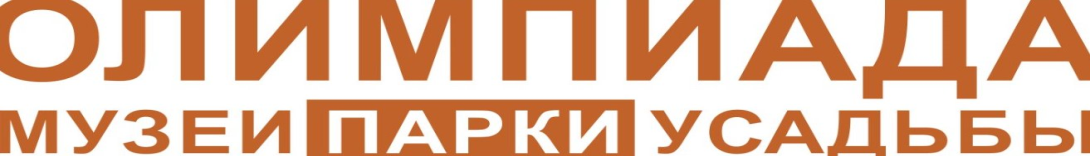 ОЛИМПИАДА
МУЗЕИ ПАРКИ УСАДЬБЫ